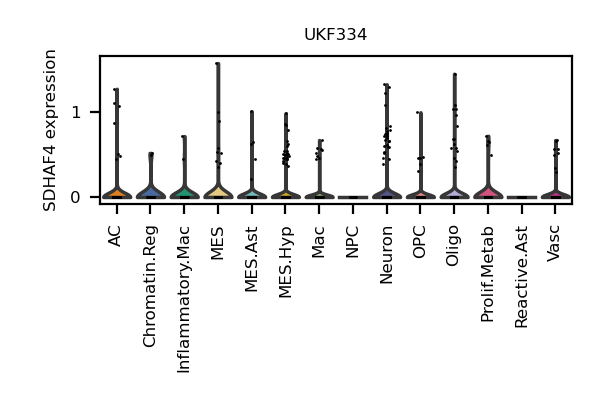 UKF334
SDHAF4 expression
1
0
AC
Chromatin.Reg
Inflammatory.Mac
MES
MES.Ast
MES.Hyp
Mac
NPC
Neuron
OPC
Oligo
Prolif.Metab
Reactive.Ast
Vasc